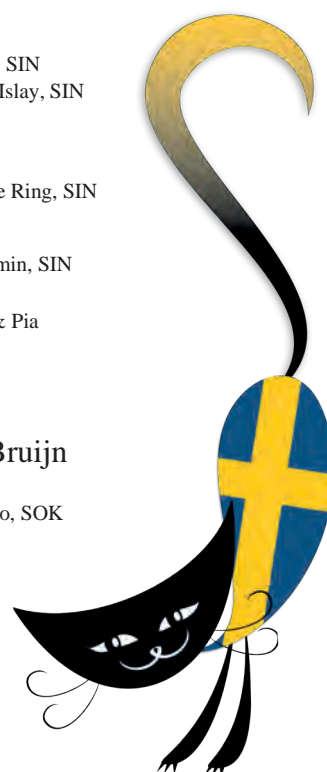 SIN
Islay, SIN
e Ring, SIN
min, SIN
& Pia
Bruijn
o, SOK